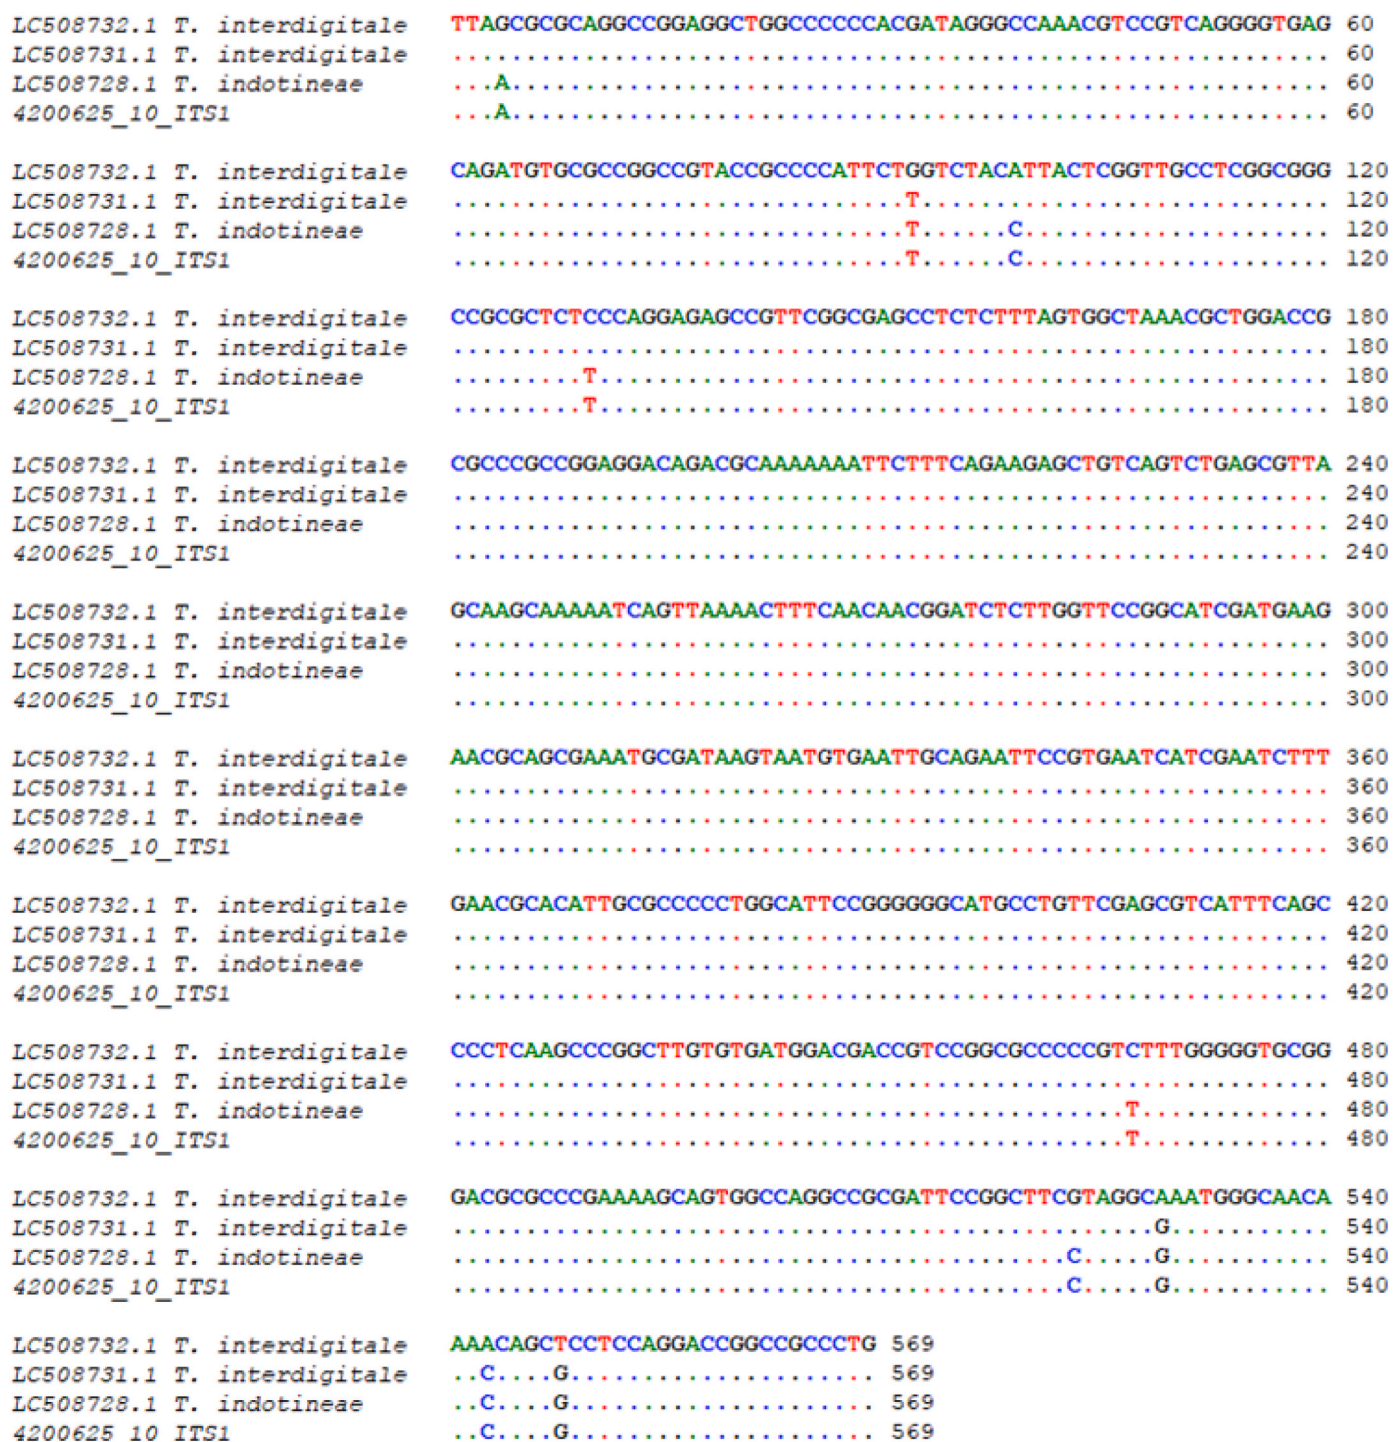 LC508732.1 T. interdigitale TTAGCGCGCAGGCCGGAGGCTGGCCCCCCACGATAGGGCCAAACGTCCGTCAGGGGTGAG 60
LC508731.1 T. interdigitale ............................................................ 60
LC508728.1 T. indotineae ...A........................................................ 60
4200625_10_ITS1 ...A........................................................ 60
LC508732.1 T. interdigitale CAGATGTGCGCCGGCCGTACCGCCCCATTCTGGTCTACATTACTCGGTTGCCTCGGCGGG 120
LC508731.1 T. interdigitale ...............................T............................ 120
LC508728.1 T. indotineae ...............................T......C..................... 120
4200625_10_ITS1 ...............................T......C..................... 120
LC508732.1 T. interdigitale CCGCGCTCTCCCAGGAGAGCCGTTCGGCGAGCCTCTCTTTAGTGGCTAAACGCTGGACCG 180
LC508731.1 T. interdigitale ............................................................ 180
LC508728.1 T. indotineae .........T.................................................. 180
4200625_10_ITS1 .........T.................................................. 180
LC508732.1 T. interdigitale CGCCCGCCGGAGGACAGACGCAAAAAAATTCTTTCAGAAGAGCTGTCAGTCTGAGCGTTA 240
LC508731.1 T. interdigitale ............................................................ 240
LC508728.1 T. indotineae ............................................................ 240
4200625_10_ITS1 ............................................................ 240
LC508732.1 T. interdigitale GCAAGCAAAAATCAGTTAAAACTTTCAACAACGGATCTCTTGGTTCCGGCATCGATGAAG 300
LC508731.1 T. interdigitale ............................................................ 300
LC508728.1 T. indotineae ............................................................ 300
4200625_10_ITS1 ............................................................ 300
LC508732.1 T. interdigitale AACGCAGCGAAATGCGATAAGTAATGTGAATTGCAGAATTCCGTGAATCATCGAATCTTT 360
LC508731.1 T. interdigitale ............................................................ 360
LC508728.1 T. indotineae ............................................................ 360
4200625_10_ITS1 ............................................................ 360
LC508732.1 T. interdigitale GAACGCACATTGCGCCCCCTGGCATTCCGGGGGGCATGCCTGTTCGAGCGTCATTTCAGC 420
LC508731.1 T. interdigitale ............................................................ 420
LC508728.1 T. indotineae ............................................................ 420
4200625_10_ITS1 ............................................................ 420
LC508732.1 T. interdigitale CCCTCAAGCCCGGCTTGTGTGATGGACGACCGTCCGGCGCCCCCGTCTTTGGGGGTGCGG 480
LC508731.1 T. interdigitale ............................................................ 480
LC508728.1 T. indotineae ..............................................T............. 480
4200625_10_ITS1 ..............................................T............. 480
LC508732.1 T. interdigitale GACGCGCCCGAAAAGCAGTGGCCAGGCCGCGATTCCGGCTTCGTAGGCAAATGGGCAACA 540
LC508731.1 T. interdigitale ................................................G........... 540
LC508728.1 T. indotineae ..........................................C.....G........... 540
4200625_10_ITS1 ..........................................C.....G........... 540
LC508732.1 T. interdigitale AAACAGCTCCTCCAGGACCGGCCGCCCTG 569
LC508731.1 T. interdigitale ..C....G..................... 569
LC508728.1 T. indotineae ..C....G..................... 569
4200625_10_ITS1 ..C....G..................... 569